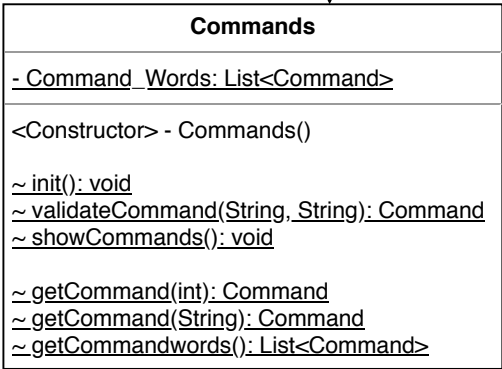 Commands
- Command_Words: List<Command>
<Constructor> - Commands()
~ init(): void
~ validateCommand(String, String): Command
~ showCommands(): void
~ getCommand(int): Command
~ getCommand(String): Command
~ getCommandwords(): List<Command>